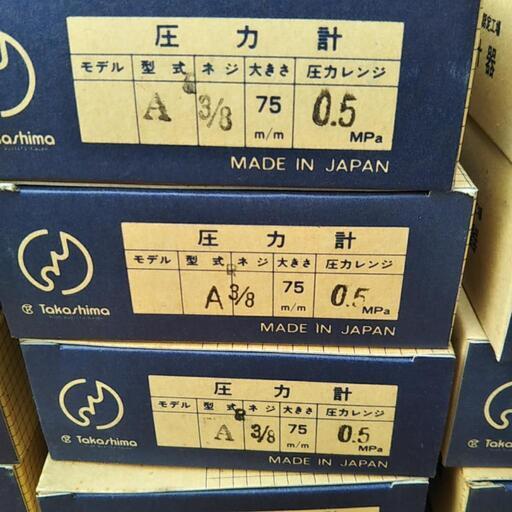 圧力計
モデル 型式 ネジ 大きさ 圧力レンジ
A 3/8 75 m/m 0.5 MPa
MADE IN JAPAN
Takashima
圧力計
モデル 型式 ネジ 大きさ 圧力レンジ
A 3/8 75 m/m 0.5 MPa
MADE IN JAPAN
Takashima
圧力計
モデル 型式 ネジ 大きさ 圧力レンジ
A 3/8 75 m/m 0.5 MPa
MADE IN JAPAN
Takashima